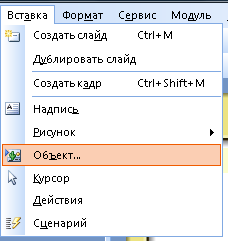 Вставка Формат Сервис Модуль
Создать слайд Ctrl+M
Дублировать слайд
Создать кадр Ctrl+Shift+M
Надпись
Рисунок
Объект...
Курсор
Действия
Сценарий